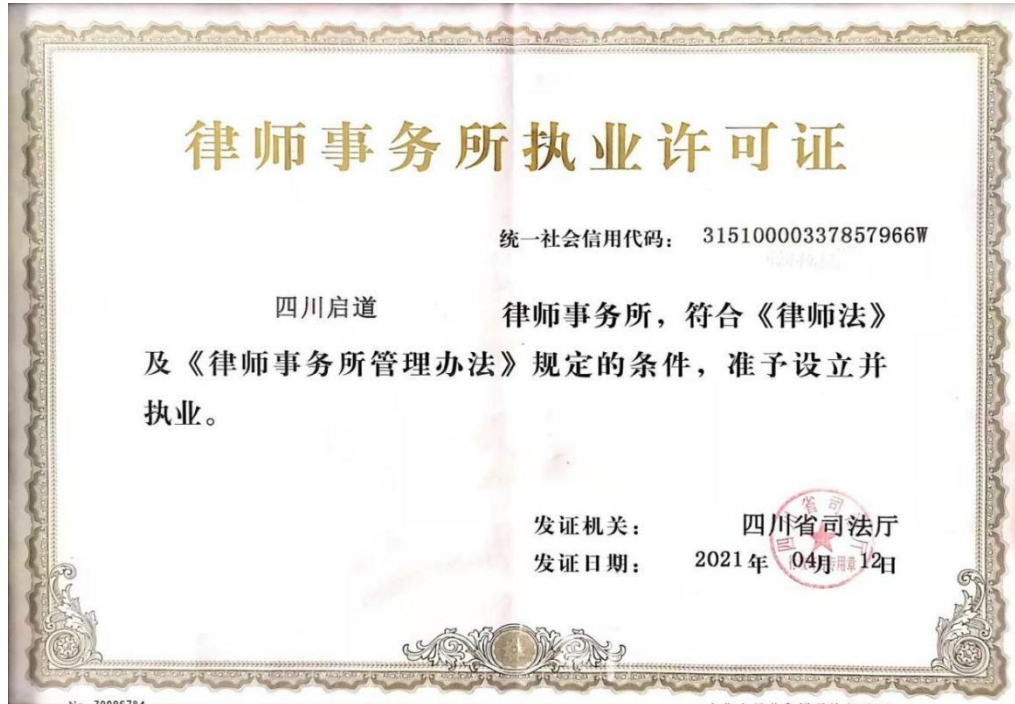 律师事务所执业许可证
统一社会信用代码： 31510000337857966W
四川启道 律师事务所，符合《律师法》
及《律师事务所管理办法》规定的条件，准予设立并
执业。
发证机关： 四川省司法厅
发证日期： 2021年 04月 12日